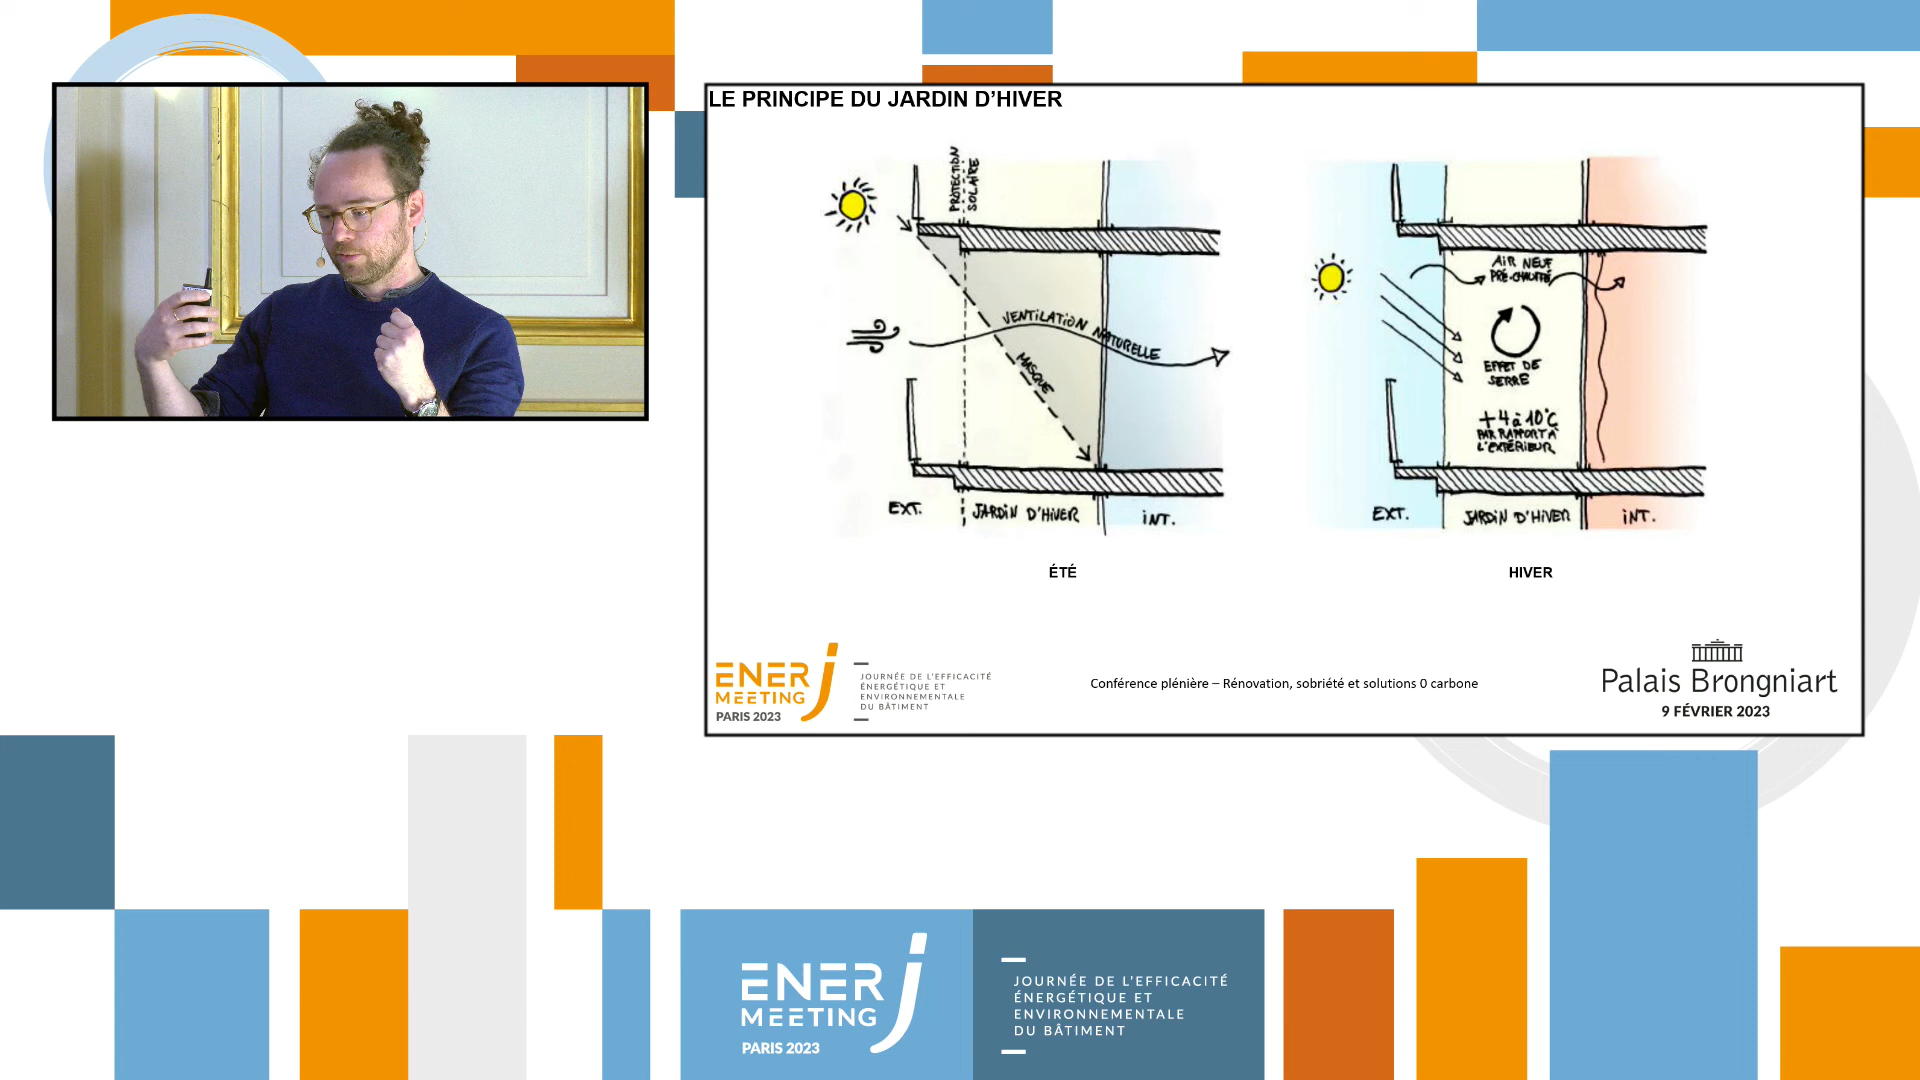 LE PRINCIPE DU JARDIN D'HIVER
PROTECTION
SOLAIRE
VENTILATION NATURELLE
MASQUE
EXT.
JARDIN D'HIVER
INT.
ÉTÉ
AIR NEUF
PRÉ-CHAUFFÉ
EFFET DE
SERRE
+4 à 10°C
PAR RAPPORT À
L'EXTÉRIEUR
EXT.
JARDIN D'HIVER
INT.
HIVER
ENERJ
MEETING
PARIS 2023
JOURNÉE DE L'EFFICACITÉ
ÉNERGÉTIQUE ET
ENVIRONNEMENTALE
DU BÂTIMENT
Conférence plénière – Rénovation, sobriété et solutions 0 carbone
Palais Brongniart
9 FÉVRIER 2023
ENERJ
MEETING
PARIS 2023
JOURNÉE DE L'EFFICACITÉ
ÉNERGÉTIQUE ET
ENVIRONNEMENTALE
DU BÂTIMENT